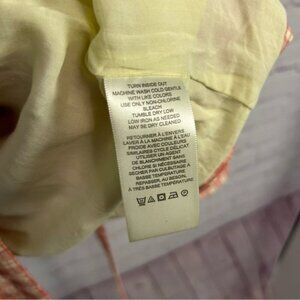 TURN INSIDE OUT
MACHINE WASH COLD-GENTLE
WITH LIKE COLORS
USE ONLY NON-CHLORINE
BLEACH
TUMBLE DRY LOW
LOW IRON AS NEEDED
MAY BE DRY CLEANED
RETOURNER À L'ENVERS
LAVER À LA MACHINE À L'EAU
FROIDE AVEC COULEURS
SIMILAIRES CYCLE DÉLICAT
UTILISER UN AGENT
DE BLANCHIMENT SANS
CHLORE SI NÉCESSAIRE
SÉCHAGE PAR CULBUTAGE
BASSE TEMPÉRATURE
REPASSER, AU BESOIN,
À TRÈS BASSE TEMPÉRATURE